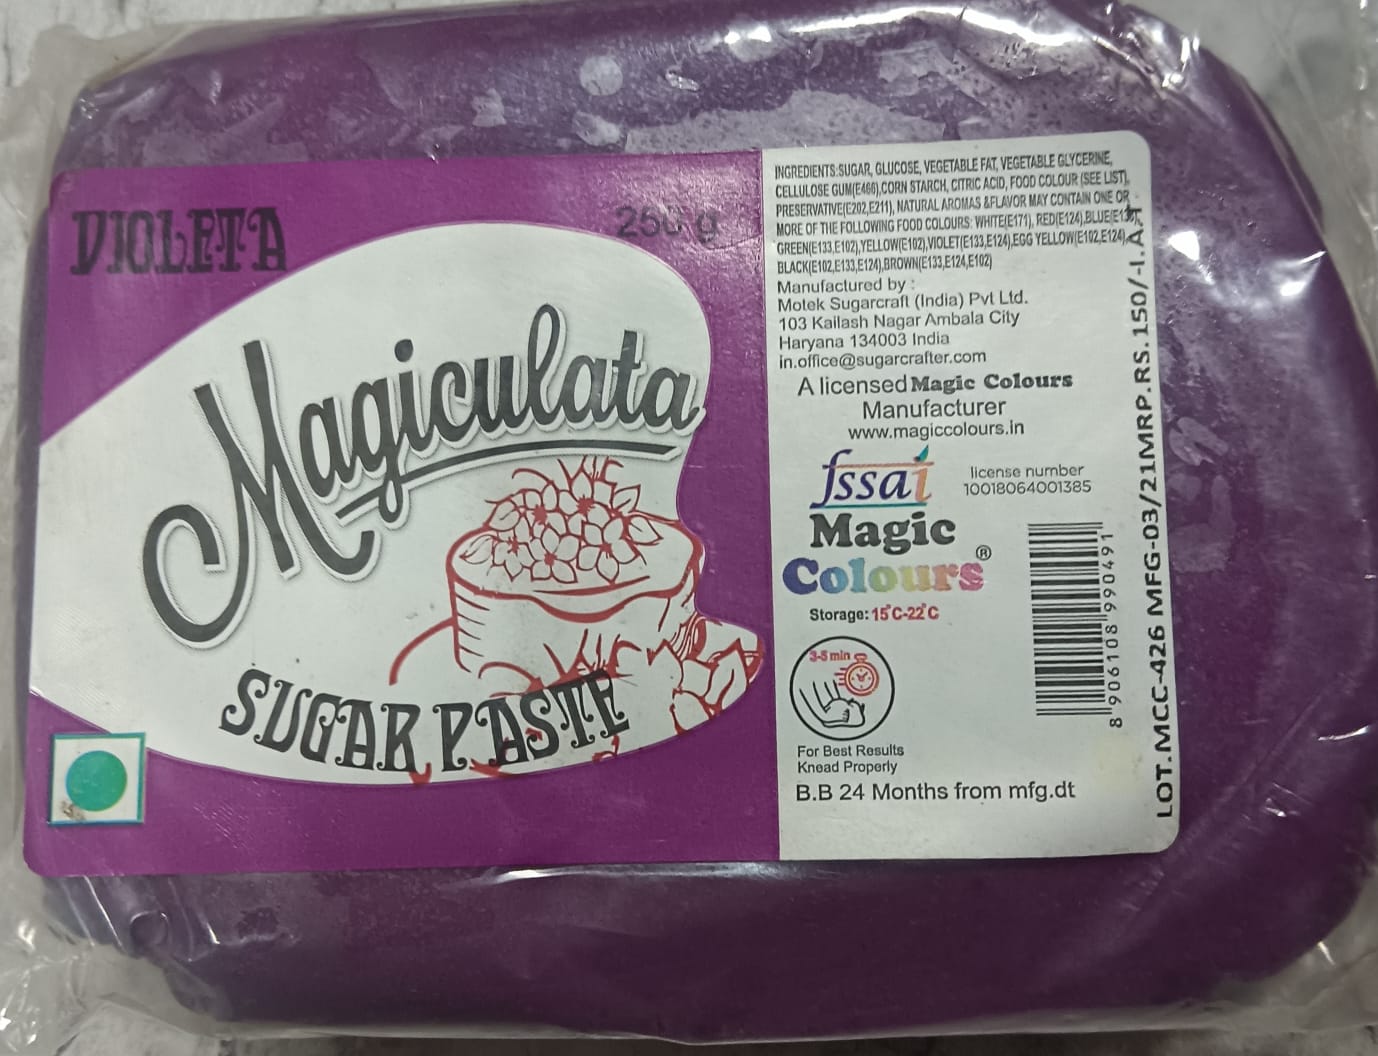 VIOLETA
250 g
Magiculata
SUGAR PASTE
INGREDIENTS:SUGAR, GLUCOSE, VEGETABLE FAT, VEGETABLE GLYCERINE,
CELLULOSE GUM(E466),CORN STARCH, CITRIC ACID, FOOD COLOUR (SEE LIST),
PRESERVATIVE(E202,E211), NATURAL AROMAS &FLAVOR MAY CONTAIN ONE OR
MORE OF THE FOLLOWING FOOD COLOURS: WHITE(E171), RED(E124),BLUE
GREEN(E133,E102),YELLOW(E102),VIOLET(E133,E124),EGG YELLOW(E102,E124),
BLACK(E102,E133,E124),BROWN(E133,E124,E102)
Manufactured by :
Motek Sugarcraft (India) Pvt Ltd.
103 Kailash Nagar Ambala City
Haryana 134003 India
in.office@sugarcrafter.com
A licensed Magic Colours
Manufacturer
www.magiccolours.in
fssai
license number
10018064001385
Magic
Colours®
Storage: 15°C-22°C
3-5 min
For Best Results
Knead Properly
B.B 24 Months from mfg.dt
8 906108 990491
LOT.MCC-426 MFG-03/21MRP.RS.150/-I.A.T